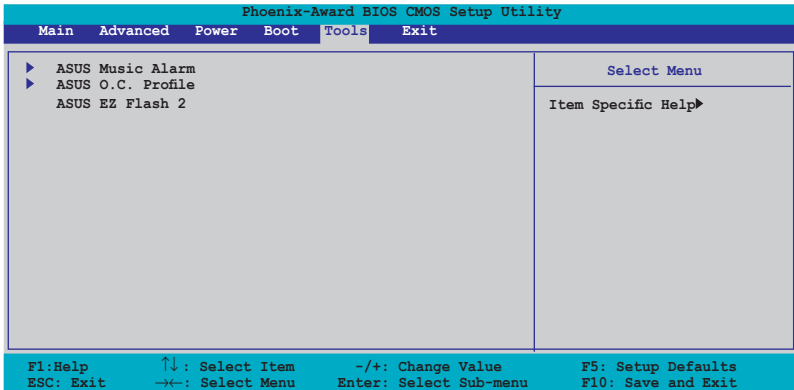 Phoenix-Award BIOS CMOS Setup Utility
Main Advanced Power Boot Tools Exit
ASUS Music Alarm
ASUS O.C. Profile
ASUS EZ Flash 2
Select Menu
Item Specific Help
F1:Help ↑↓ : Select Item -/+: Change Value F5: Setup Defaults
ESC: Exit →←: Select Menu Enter: Select Sub-menu F10: Save and Exit